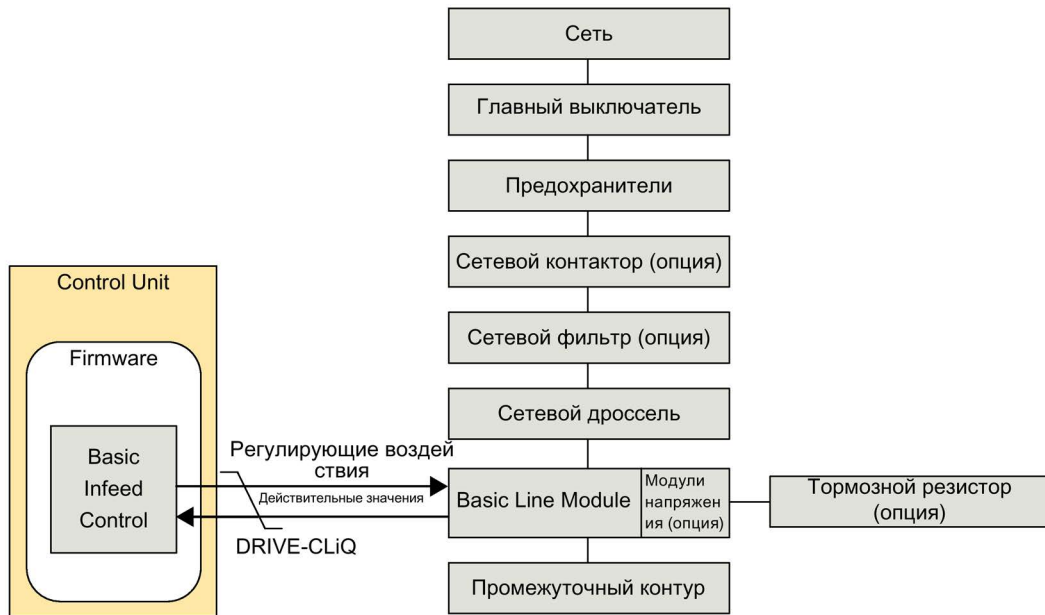 Сеть
Главный выключатель
Предохранители
Сетевой контактор (опция)
Сетевой фильтр (опция)
Сетевой дроссель
Control Unit
Firmware
Basic
Infeed
Control
Регулирующие воздей
ствия
Действительные значения
DRIVE-CLiQ
Basic Line Module
Модули
напряжен
ия (опция)
Тормозной резистор
(опция)
Промежуточный контур